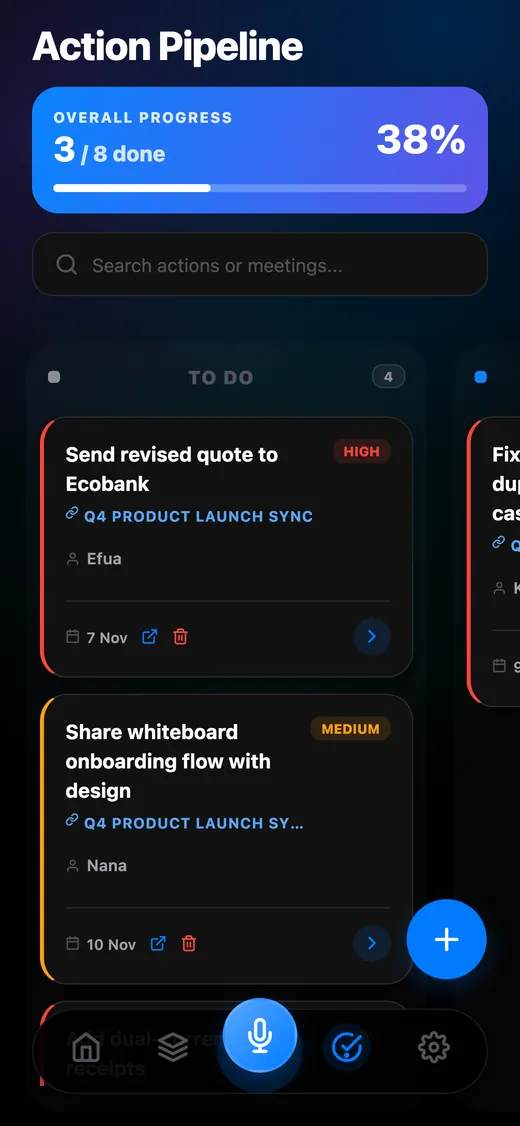 Action Pipeline
OVERALL PROGRESS
3 / 8 done
38%
Search actions or meetings...
TO DO
4
Send revised quote to
Ecobank
HIGH
Q4 PRODUCT LAUNCH SYNC
Efua
7 Nov
Share whiteboard
onboarding flow with
design
MEDIUM
Q4 PRODUCT LAUNCH SY...
Nana
10 Nov
receipts
Fix